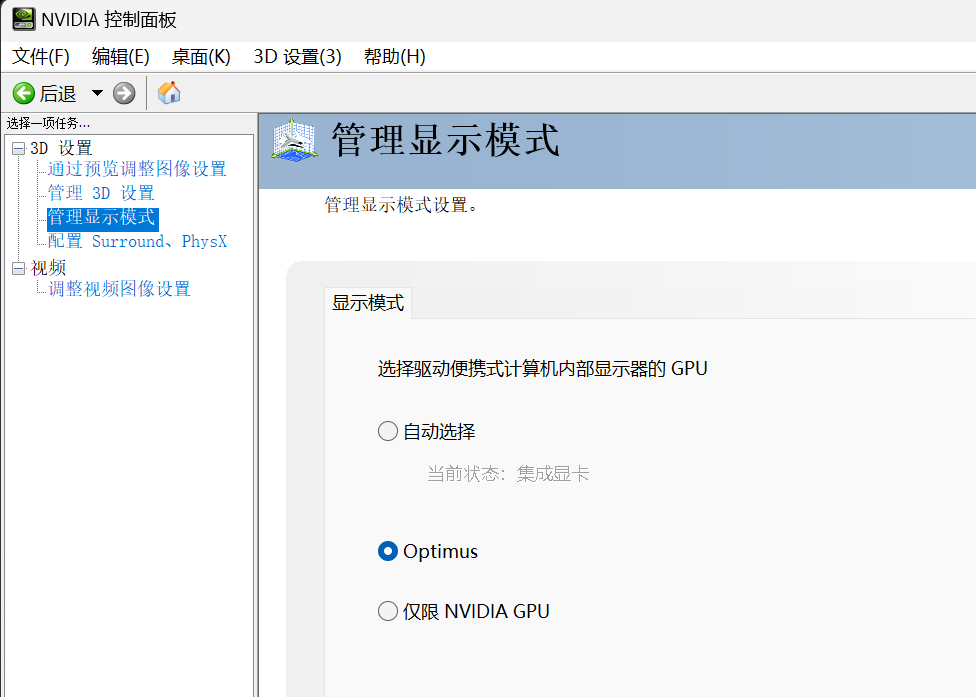 NVIDIA 控制面板
文件(F) 编辑(E) 桌面(K) 3D 设置(3) 帮助(H)
后退
选择一项任务...
3D 设置
通过预览调整图像设置
管理 3D 设置
管理显示模式
配置 Surround、PhysX
视频
调整视频图像设置
管理显示模式
管理显示模式设置。
显示模式
选择驱动便携式计算机内部显示器的 GPU
自动选择
当前状态：集成显卡
Optimus
仅限 NVIDIA GPU